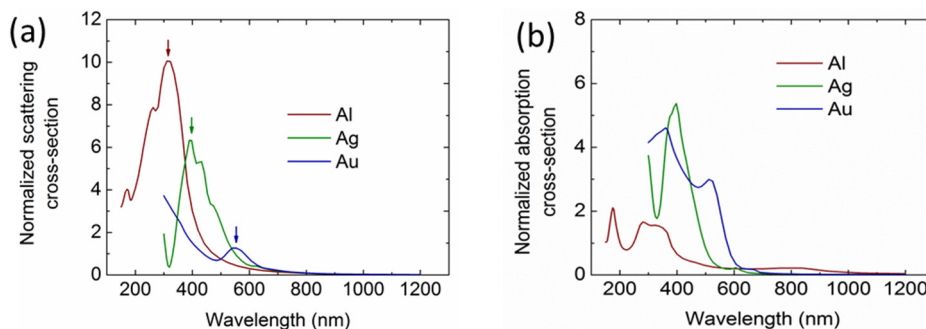 (a)
Normalized scattering
cross-section
12
10
8
6
4
2
0
Al
Ag
Au
200 400 600 800 1000 1200
Wavelength (nm)
(b)
Normalized absorption
cross-section
8
6
4
2
0
Al
Ag
Au
200 400 600 800 1000 1200
Wavelength (nm)